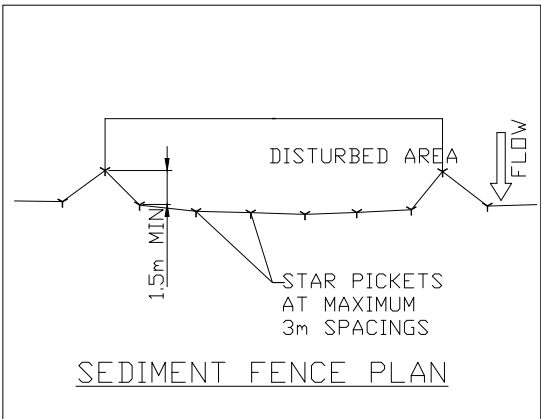 DISTURBED AREA
FLOW
1.5m MIN
STAR PICKETS
AT MAXIMUM
3m SPACINGS
SEDIMENT FENCE PLAN